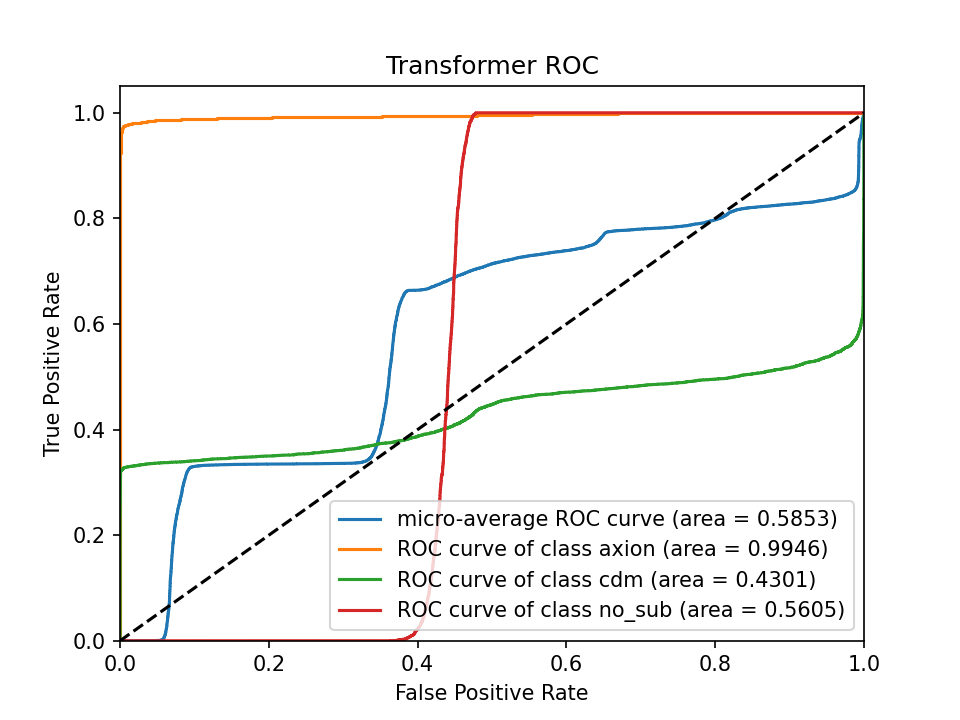 Transformer ROC
True Positive Rate
1.0
0.8
0.6
0.4
0.2
0.0
micro-average ROC curve (area = 0.5853)
ROC curve of class axion (area = 0.9946)
ROC curve of class cdm (area = 0.4301)
ROC curve of class no_sub (area = 0.5605)
0.0 0.2 0.4 0.6 0.8 1.0
False Positive Rate